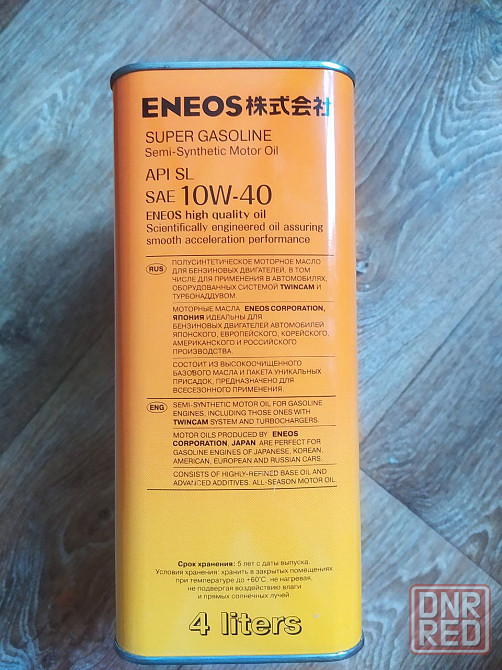 ENEOS株式会社
SUPER GASOLINE
Semi-Synthetic Motor Oil
API SL
SAE 10W-40
ENEOS high quality oil
Scientifically engineered oil assuring
smooth acceleration performance
RUS
ПОЛУСИНТЕТИЧЕСКОЕ МОТОРНОЕ МАСЛО
ДЛЯ БЕНЗИНОВЫХ ДВИГАТЕЛЕЙ, В ТОМ
ЧИСЛЕ ДЛЯ ПРИМЕНЕНИЯ В АВТОМОБИЛЯХ,
ОБОРУДОВАННЫХ СИСТЕМОЙ TWINCAM И
ТУРБОНАДДУВОМ.
МОТОРНЫЕ МАСЛА ENEOS CORPORATION,
ЯПОНИЯ ИДЕАЛЬНЫ ДЛЯ
БЕНЗИНОВЫХ ДВИГАТЕЛЕЙ АВТОМОБИЛЕЙ
ЯПОНСКОГО, ЕВРОПЕЙСКОГО, КОРЕЙСКОГО,
АМЕРИКАНСКОГО И РОССИЙСКОГО
ПРОИЗВОДСТВА.
СОСТОИТ ИЗ ВЫСОКООЧИЩЕННОГО
БАЗОВОГО МАСЛА И ПАКЕТА УНИКАЛЬНЫХ
ПРИСАДОК, ПРЕДНАЗНАЧЕНО ДЛЯ
ВСЕСЕЗОННОГО ПРИМЕНЕНИЯ.
ENG
SEMI-SYNTHETIC MOTOR OIL FOR GASOLINE
ENGINES, INCLUDING THOSE ONES WITH
TWINCAM SYSTEM AND TURBOCHARGERS.
MOTOR OILS PRODUCED BY ENEOS
CORPORATION, JAPAN ARE PERFECT FOR
GASOLINE ENGINES OF JAPANESE, KOREAN,
AMERICAN, EUROPEAN AND RUSSIAN CARS.
CONSISTS OF HIGHLY-REFINED BASE OIL AND
ADVANCED ADDITIVES. ALL-SEASON MOTOR OIL.
Срок хранения: 5 лет с даты выпуска.
Условия хранения: хранить в закрытых помещениях
при температуре до +60°С, не нагревая,
не подвергая воздействию влаги
и прямых солнечных лучей.
4 liters
DNR
RED